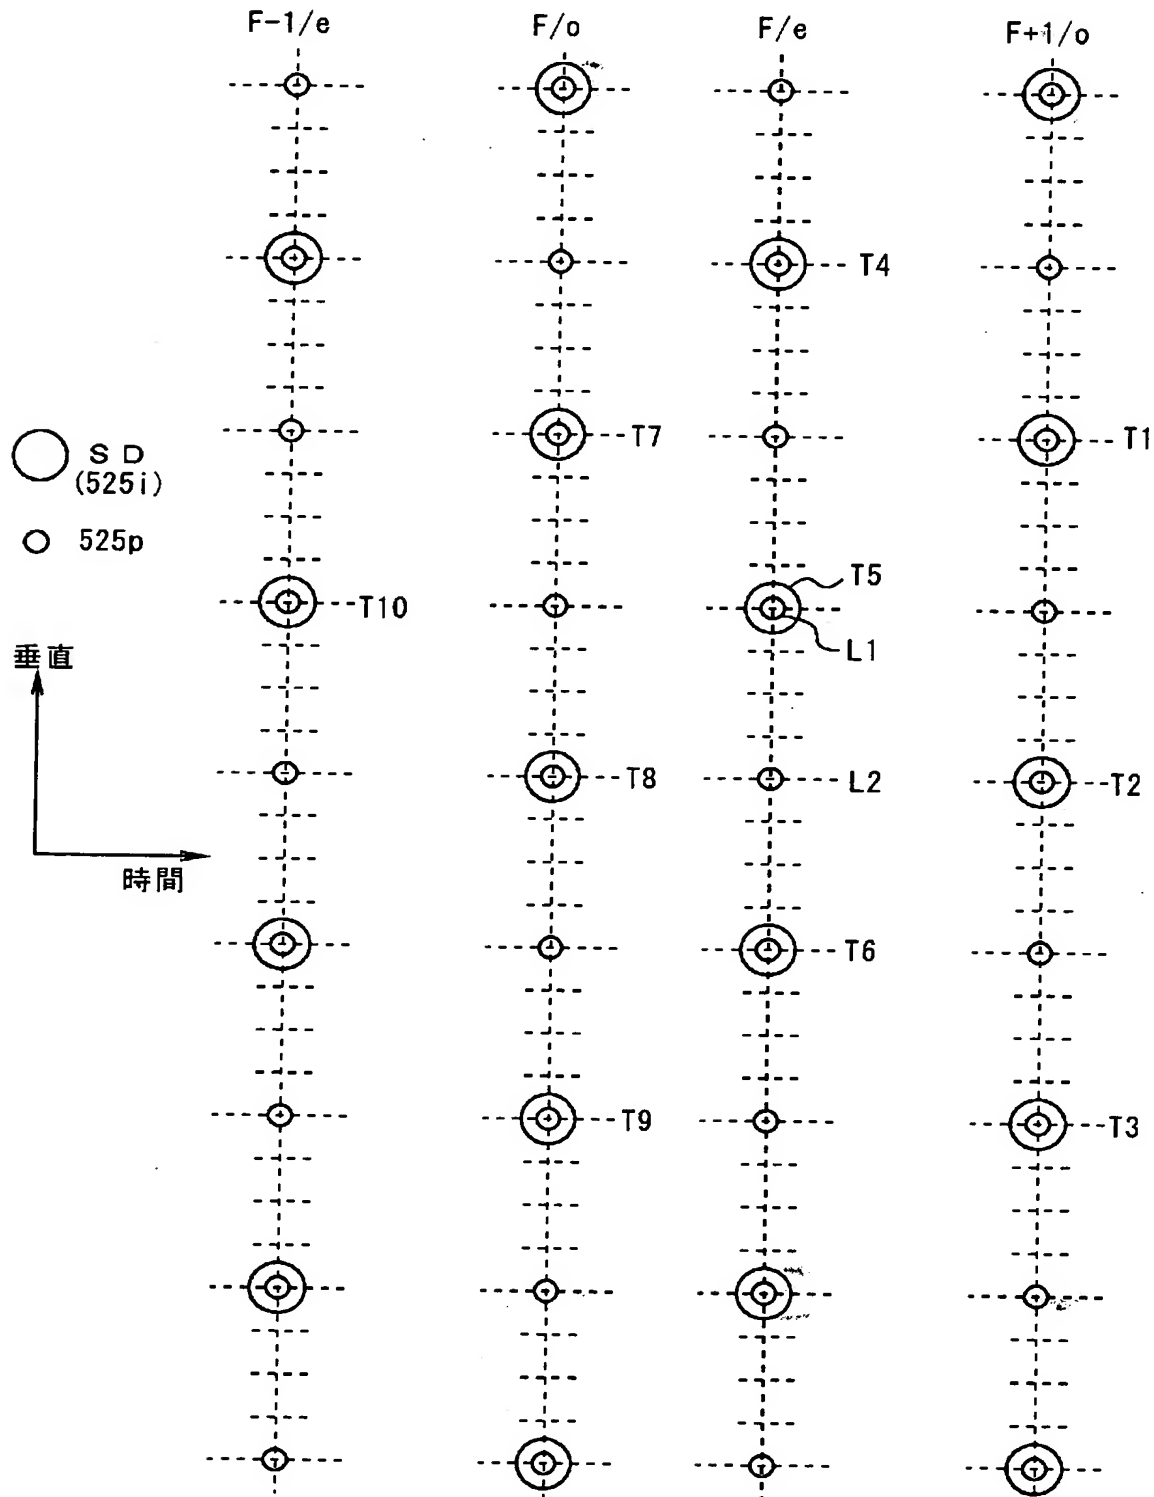 F-1/e
F/o
F/e
F+1/o
T4
T7
T1
SD
(525i)
525p
T5
T10
L1
垂直
T8
L2
T2
時間
T6
T9
T3